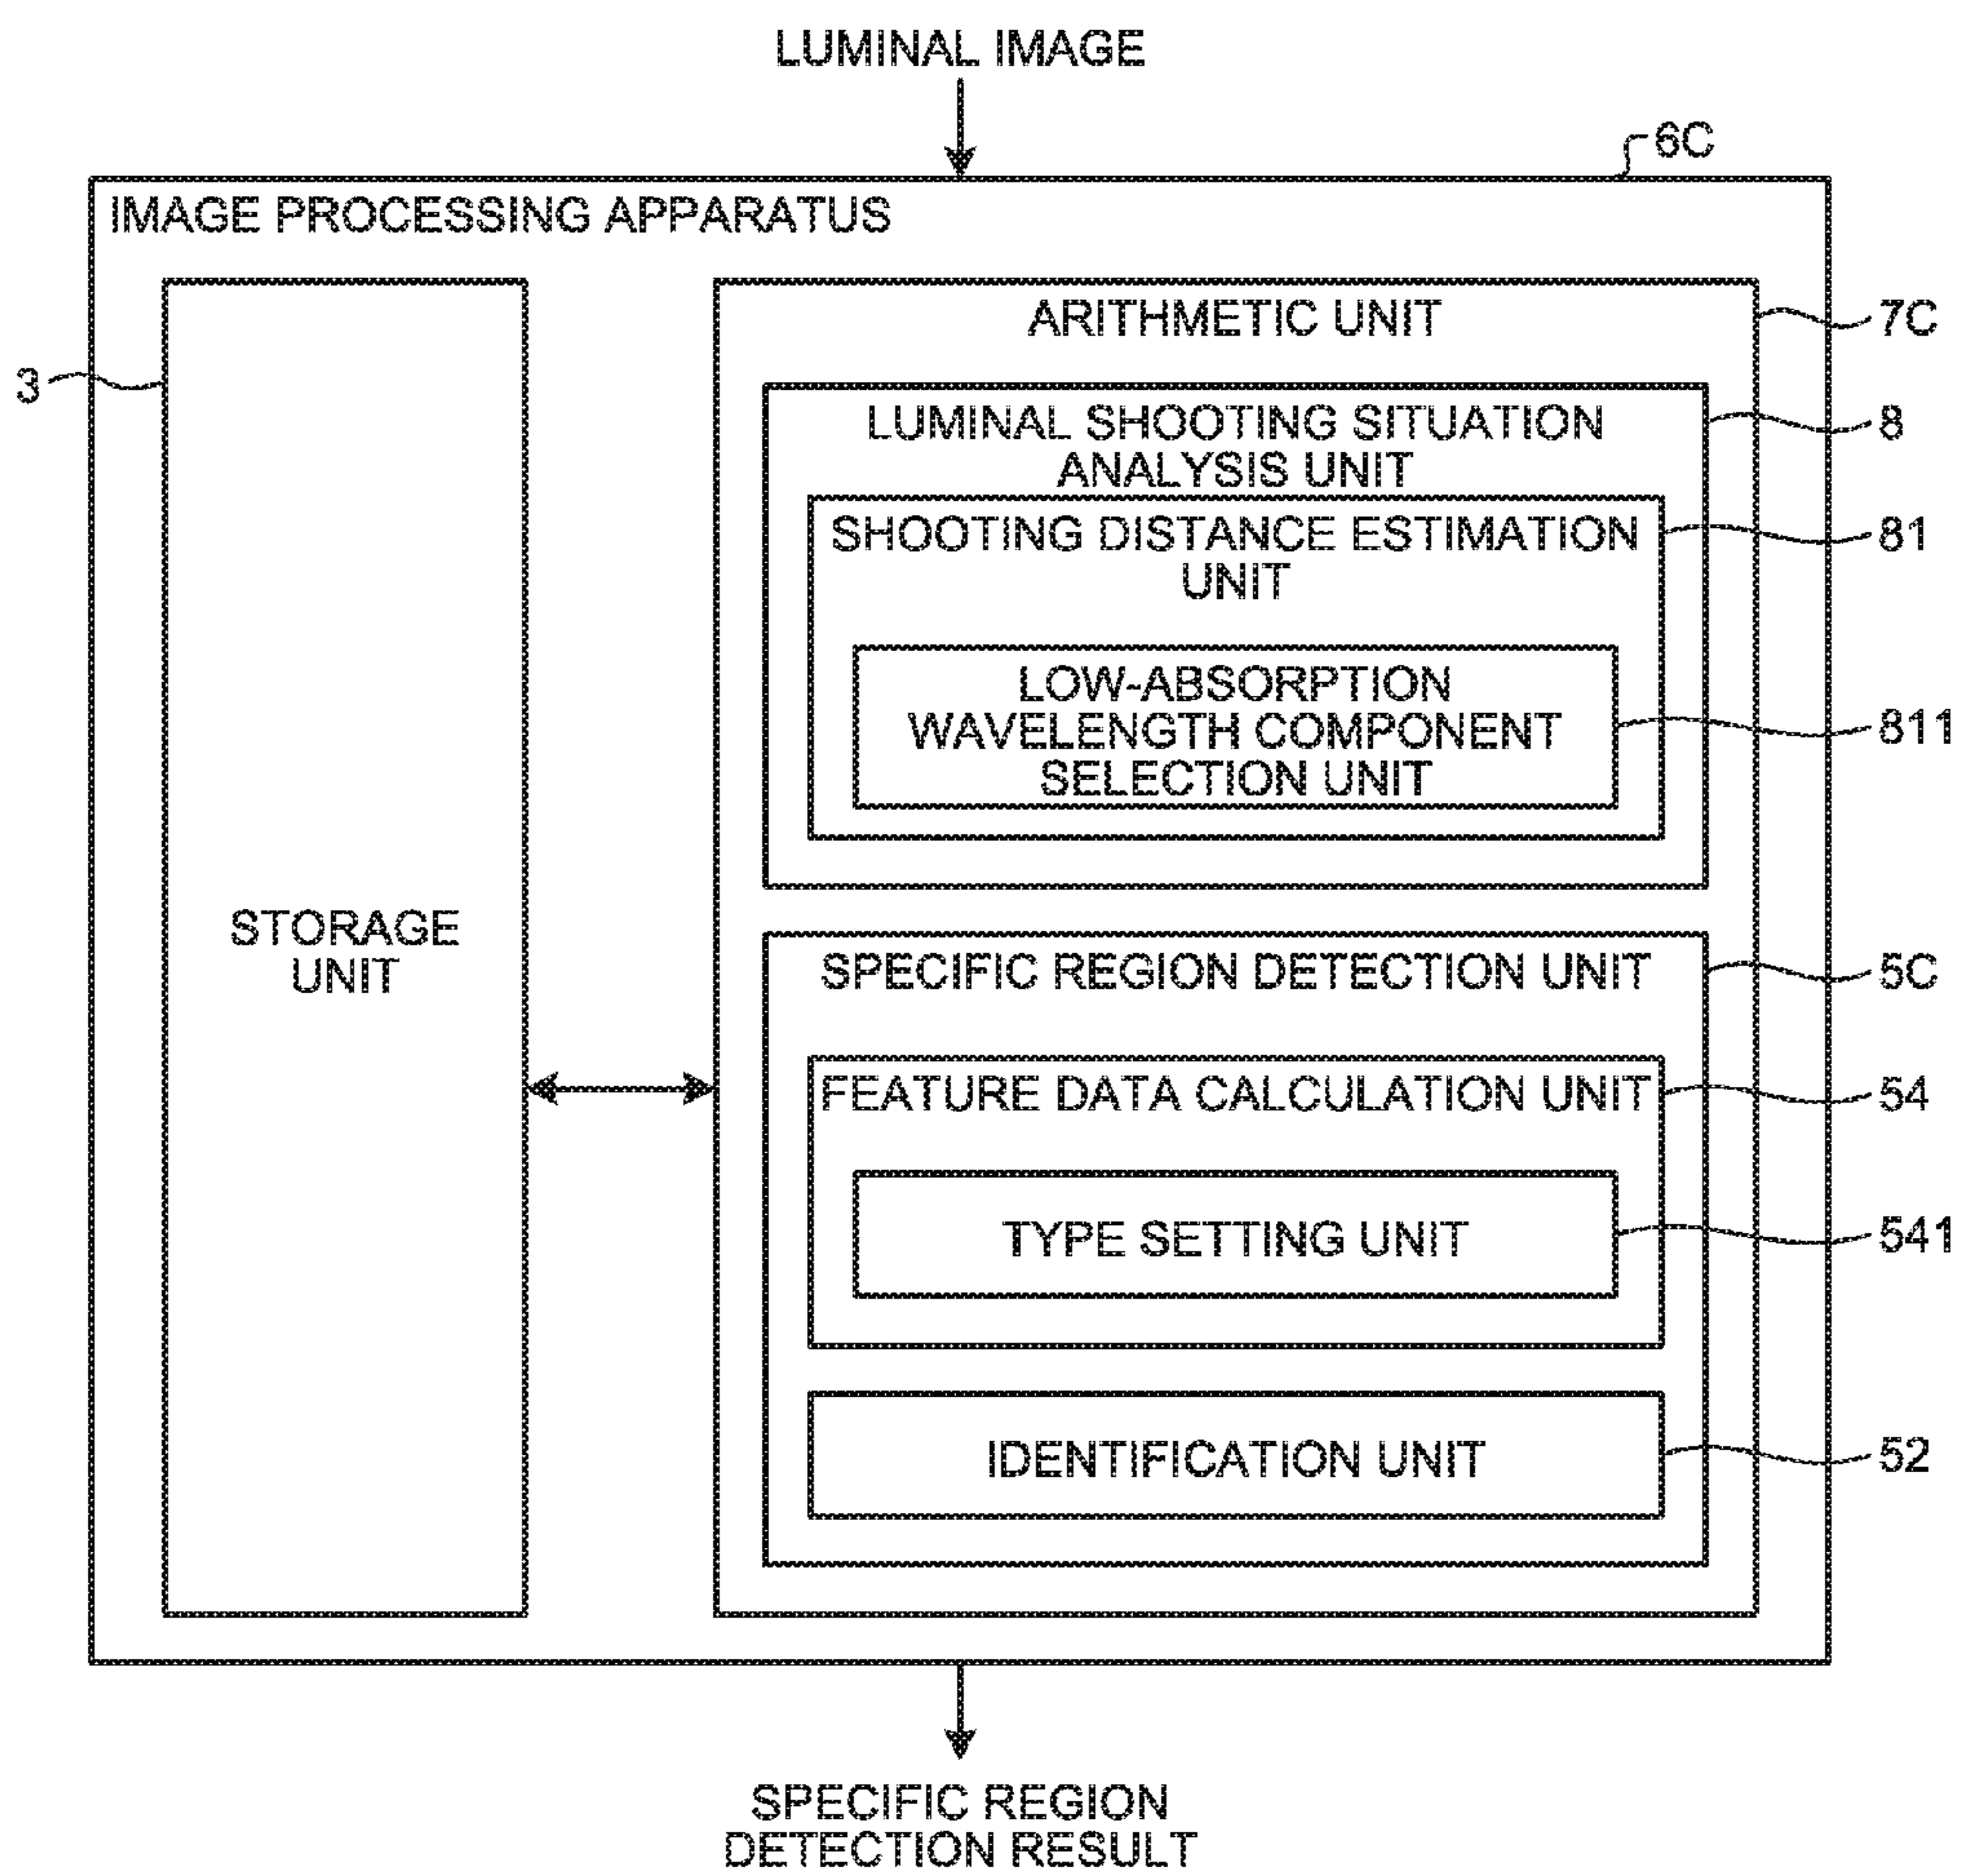 LUMINAL IMAGE
6C
IMAGE PROCESSING APPARATUS
3
STORAGE
UNIT
ARITHMETIC UNIT
7C
LUMINAL SHOOTING SITUATION
ANALYSIS UNIT
8
SHOOTING DISTANCE ESTIMATION
UNIT
81
LOW-ABSORPTION
WAVELENGTH COMPONENT
SELECTION UNIT
811
SPECIFIC REGION DETECTION UNIT
5C
FEATURE DATA CALCULATION UNIT
54
TYPE SETTING UNIT
541
IDENTIFICATION UNIT
52
SPECIFIC REGION
DETECTION RESULT